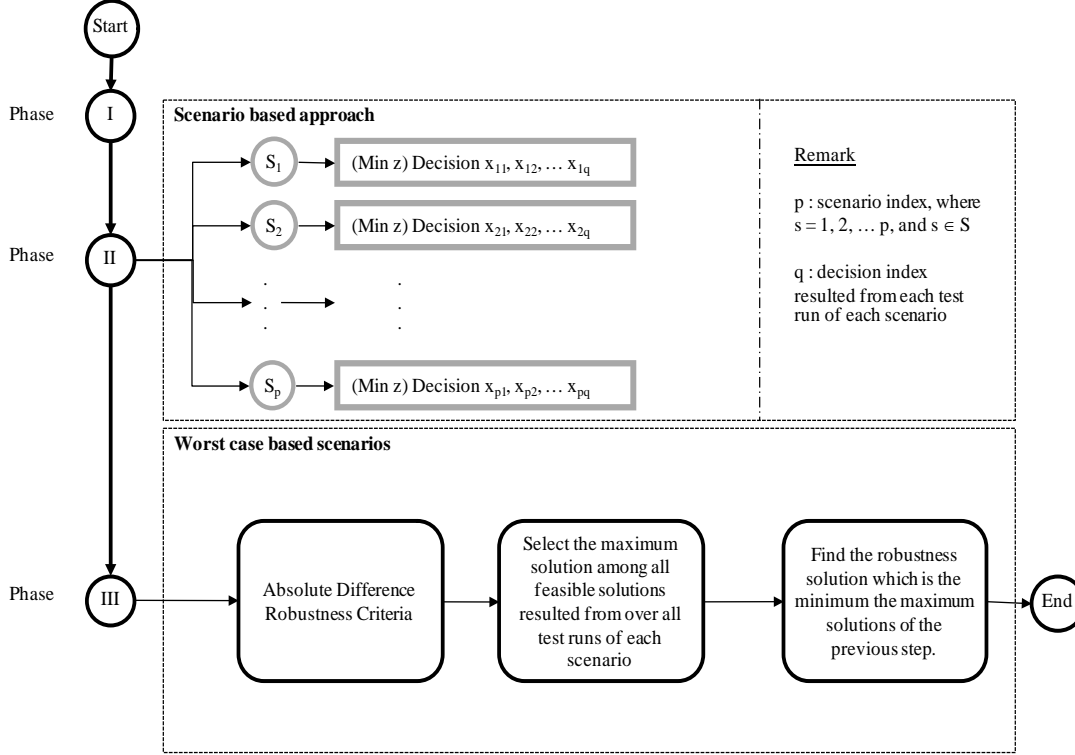 Start
Phase
I
Scenario based approach
S1
(Min z) Decision x11, x12, … x1q
S2
(Min z) Decision x21, x22, … x2q
Phase
II
.
.
.
.
.
.
Sp
(Min z) Decision xp1, xp2, … xpq
Remark
p : scenario index, where
s = 1, 2, … p, and s ∈ S
q : decision index
resulted from each test
run of each scenario
Worst case based scenarios
Phase
III
Absolute Difference
Robustness Criteria
Select the maximum
solution among all
feasible solutions
resulted from over all
test runs of each
scenario
Find the robustness
solution which is the
minimum the maximum
solutions of the
previous step.
End